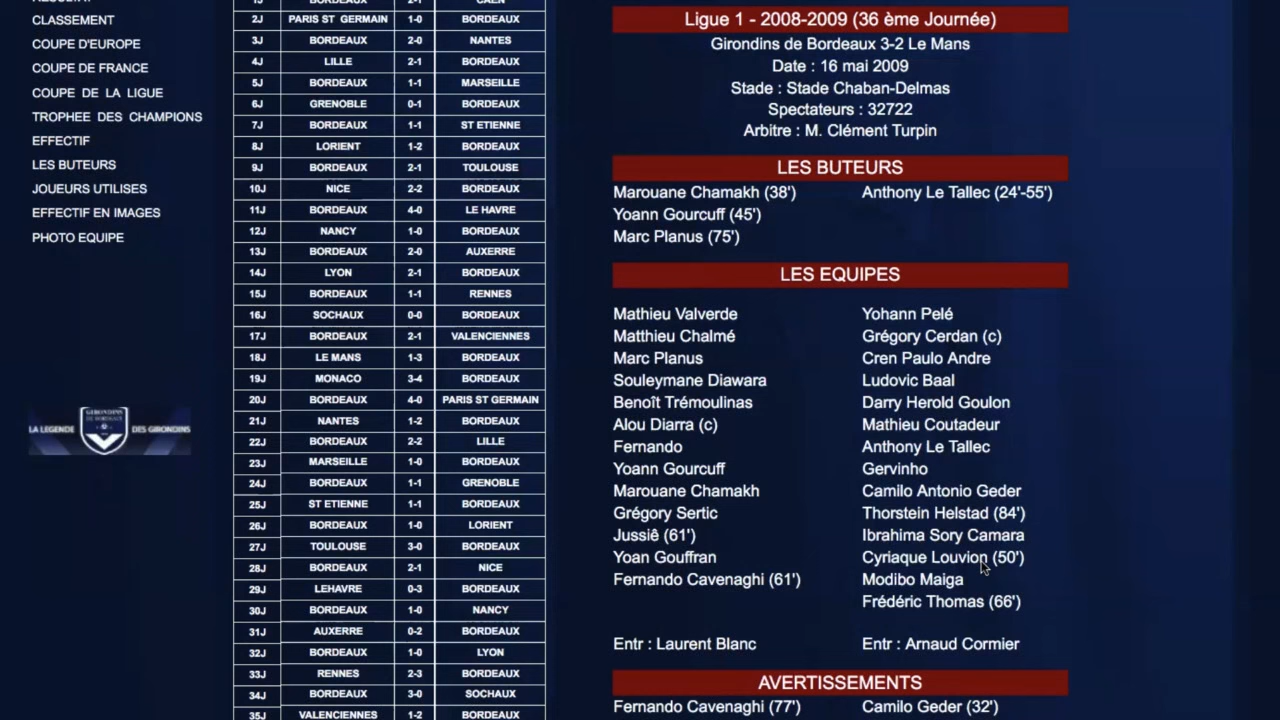 COUPE D'EUROPE
CLASSEMENT
COUPE DE FRANCE
COUPE DE LA LIGUE
TROPHEE DES CHAMPIONS
EFFECTIF
LES BUTEURS
JOUEURS UTILISES
EFFECTIF EN IMAGES
PHOTO EQUIPE
LA LEGENDE GIRONDINS DE BORDEAUX DES GIRONDINS
2J PARIS ST GERMAIN 1-0 BORDEAUX
3J BORDEAUX 2-0 NANTES
4J LILLE 2-1 BORDEAUX
5J BORDEAUX 1-1 MARSEILLE
6J GRENOBLE 0-1 BORDEAUX
7J BORDEAUX 1-1 ST ETIENNE
8J LORIENT 1-2 BORDEAUX
9J BORDEAUX 2-1 TOULOUSE
10J NICE 2-2 BORDEAUX
11J BORDEAUX 4-0 LE HAVRE
12J NANCY 1-0 BORDEAUX
13J BORDEAUX 2-0 AUXERRE
14J LYON 2-1 BORDEAUX
15J BORDEAUX 1-1 RENNES
16J SOCHAUX 0-0 BORDEAUX
17J BORDEAUX 2-1 VALENCIENNES
18J LE MANS 1-3 BORDEAUX
19J MONACO 3-4 BORDEAUX
20J BORDEAUX 4-0 PARIS ST GERMAIN
21J NANTES 1-2 BORDEAUX
22J BORDEAUX 2-2 LILLE
23J MARSEILLE 1-0 BORDEAUX
24J BORDEAUX 1-1 GRENOBLE
25J ST ETIENNE 1-1 BORDEAUX
26J BORDEAUX 1-0 LORIENT
27J TOULOUSE 3-0 BORDEAUX
28J BORDEAUX 2-1 NICE
29J LEHAVRE 0-3 BORDEAUX
30J BORDEAUX 1-0 NANCY
31J AUXERRE 0-2 BORDEAUX
32J BORDEAUX 1-0 LYON
33J RENNES 2-3 BORDEAUX
34J BORDEAUX 3-0 SOCHAUX
35J VALENCIENNES 1-2 BORDEAUX
Ligue 1 - 2008-2009 (36 ème Journée)
Girondins de Bordeaux 3-2 Le Mans
Date : 16 mai 2009
Stade : Stade Chaban-Delmas
Spectateurs : 32722
Arbitre : M. Clément Turpin
LES BUTEURS
Marouane Chamakh (38') Anthony Le Tallec (24'-55')
Yoann Gourcuff (45')
Marc Planus (75')
LES EQUIPES
Mathieu Valverde Yohann Pelé
Matthieu Chalmé Grégory Cerdan (c)
Marc Planus Cren Paulo Andre
Souleymane Diawara Ludovic Baal
Benoît Trémoulinas Darry Herold Goulon
Alou Diarra (c) Mathieu Coutadeur
Fernando Anthony Le Tallec
Yoann Gourcuff Gervinho
Marouane Chamakh Camilo Antonio Geder
Grégory Sertic Thorstein Helstad (84')
Jussiê (61') Ibrahima Sory Camara
Yoan Gouffran Cyriaque Louvion (50')
Fernando Cavenaghi (61') Modibo Maiga
Frédéric Thomas (66')
Entr : Laurent Blanc Entr : Arnaud Cormier
AVERTISSEMENTS
Fernando Cavenaghi (77') Camilo Geder (32')